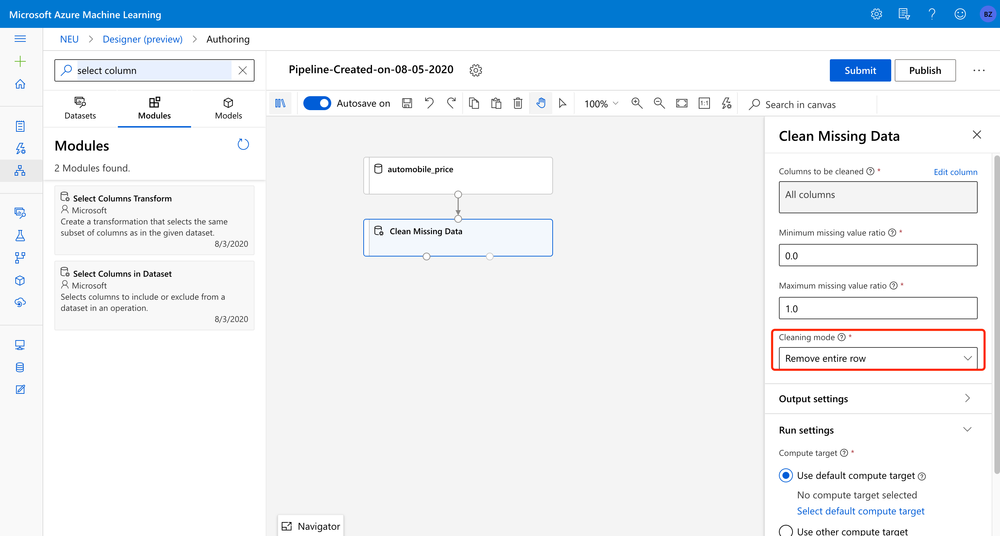 Microsoft Azure Machine Learning
BZ
NEU > Designer (preview) > Authoring
select column
Datasets
Modules
Models
Modules
2 Modules found.
Select Columns Transform
Microsoft
Create a transformation that selects the same
subset of columns as in the given dataset.
8/3/2020
Select Columns in Dataset
Microsoft
Selects columns to include or exclude from a
dataset in an operation.
8/3/2020
Pipeline-Created-on-08-05-2020
Submit
Publish
...
Autosave on
100%
1:1
Search in canvas
automobile_price
Clean Missing Data
Navigator
Clean Missing Data
Columns to be cleaned ? *
Edit column
All columns
Minimum missing value ratio ? *
0.0
Maximum missing value ratio ? *
1.0
Cleaning mode ? *
Remove entire row
Output settings
Run settings
Compute target ? *
Use default compute target ?
No compute target selected
Select default compute target
Use other compute target